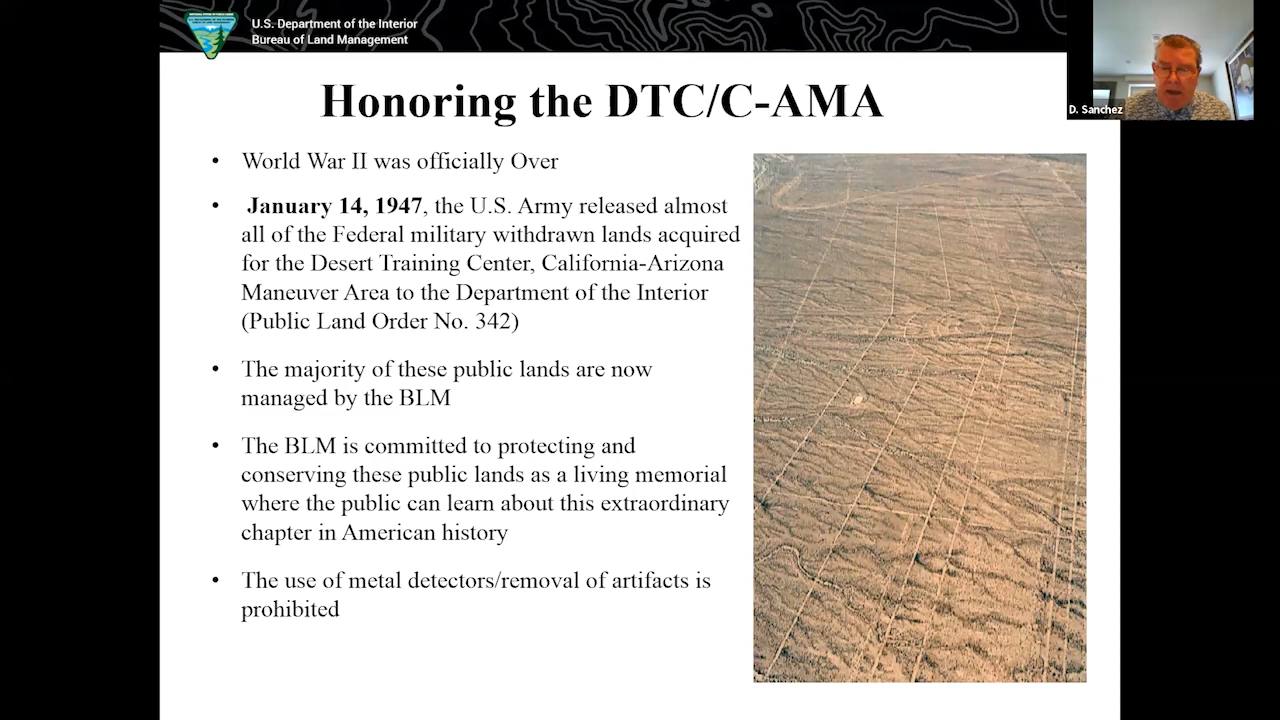 U.S. Department of the Interior
Bureau of Land Management
D. Sanchez
Honoring the DTC/C-AMA
• World War II was officially Over
• January 14, 1947, the U.S. Army released almost
all of the Federal military withdrawn lands acquired
for the Desert Training Center, California-Arizona
Maneuver Area to the Department of the Interior
(Public Land Order No. 342)
• The majority of these public lands are now
managed by the BLM
• The BLM is committed to protecting and
conserving these public lands as a living memorial
where the public can learn about this extraordinary
chapter in American history
• The use of metal detectors/removal of artifacts is
prohibited